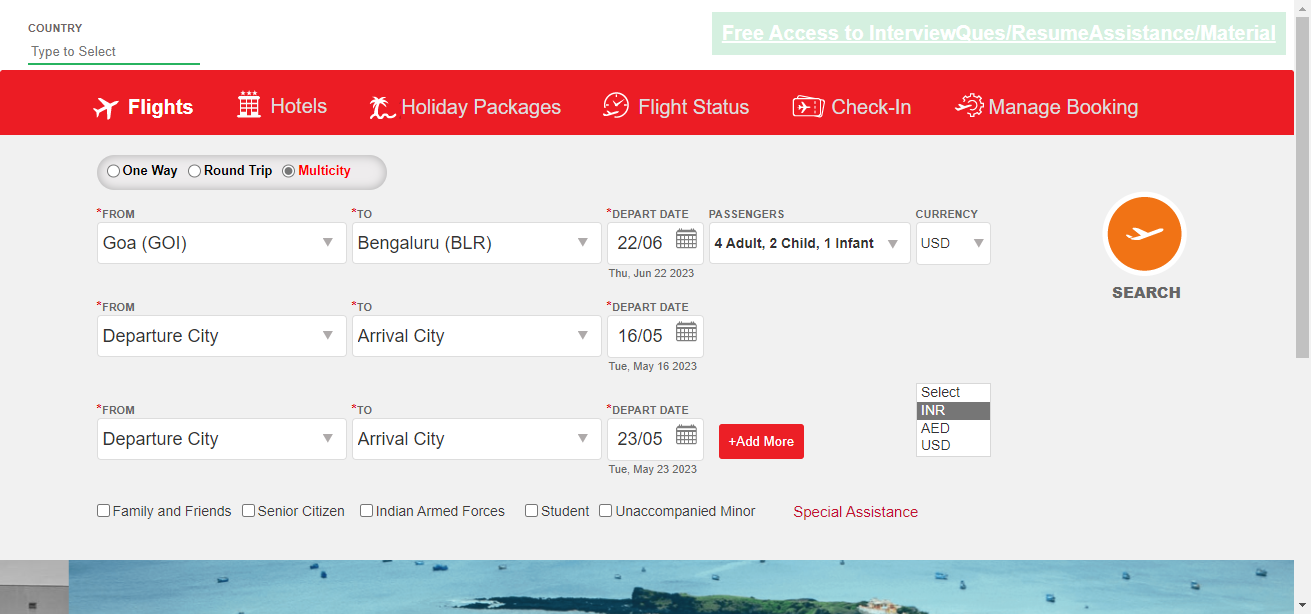 COUNTRY
Type to Select
Free Access to InterviewQues/ResumeAssistance/Material
Flights Hotels Holiday Packages Flight Status Check-In Manage Booking
One Way Round Trip Multicity
*FROM *TO *DEPART DATE PASSENGERS CURRENCY
Goa (GOI) Bengaluru (BLR) 22/06 4 Adult, 2 Child, 1 Infant USD
Thu, Jun 22 2023
SEARCH
*FROM *TO *DEPART DATE
Departure City Arrival City 16/05
Tue, May 16 2023
Select
INR
AED
USD
*FROM *TO *DEPART DATE
Departure City Arrival City 23/05 +Add More
Tue, May 23 2023
Family and Friends Senior Citizen Indian Armed Forces Student Unaccompanied Minor Special Assistance